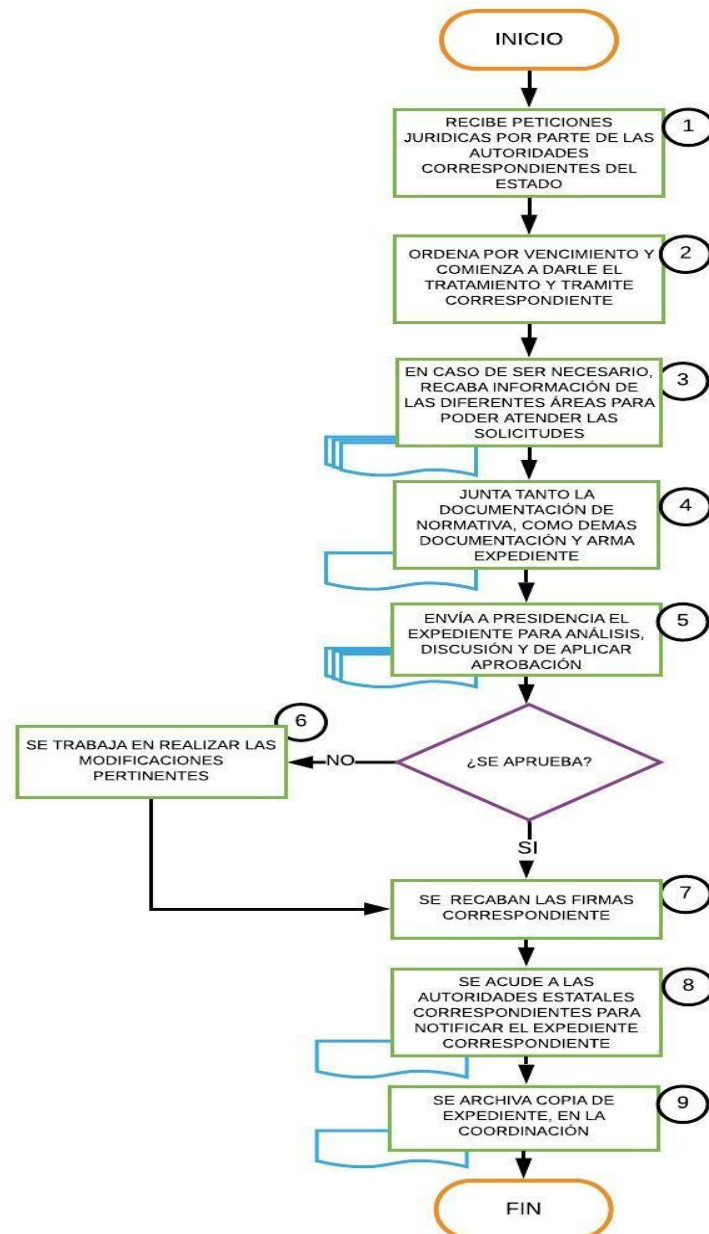 INICIO
1
RECIBE PETICIONES
JURIDICAS POR PARTE DE LAS
AUTORIDADES
CORRESPONDIENTES DEL
ESTADO
2
ORDENA POR VENCIMIENTO Y
COMIENZA A DARLE EL
TRATAMIENTO Y TRAMITE
CORRESPONDIENTE
3
EN CASO DE SER NECESARIO,
RECABA INFORMACIÓN DE
LAS DIFERENTES ÁREAS PARA
PODER ATENDER LAS
SOLICITUDES
4
JUNTA TANTO LA
DOCUMENTACIÓN DE
NORMATIVA, COMO DEMAS
DOCUMENTACIÓN Y ARMA
EXPEDIENTE
5
ENVÍA A PRESIDENCIA EL
EXPEDIENTE PARA ANÁLISIS,
DISCUSIÓN Y DE APLICAR
APROBACIÓN
6
SE TRABAJA EN REALIZAR LAS
MODIFICACIONES
PERTINENTES
NO
¿SE APRUEBA?
SI
7
SE RECABAN LAS FIRMAS
CORRESPONDIENTE
8
SE ACUDE A LAS
AUTORIDADES ESTATALES
CORRESPONDIENTES PARA
NOTIFICAR EL EXPEDIENTE
CORRESPONDIENTE
9
SE ARCHIVA COPIA DE
EXPEDIENTE, EN LA
COORDINACIÓN
FIN